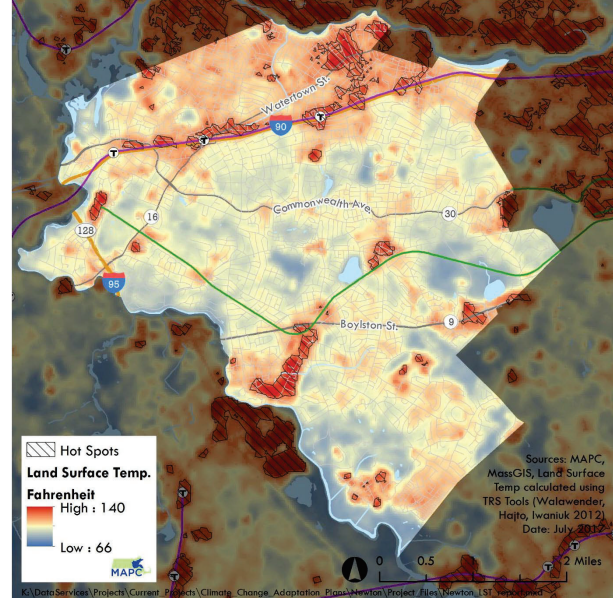 T
Watertown St.
T
90
T
T
Commonwealth Ave.
30
16
128
95
Boylston St.
9
Hot Spots
Land Surface Temp.
Fahrenheit
High : 140
Low : 66
MAPC
Sources: MAPC,
MassGIS, Land Surface
Temp calculated using
TRS Tools (Walawender,
Hajto, Iwaniuk 2012)
Date: July, 2017
T
T
T
T
0 0.5 1 2 Miles
K:\DataServices\Projects\Current_Projects\Climate_Change_Adaptation_Plans\Newton\Project_Files\Newton_LST_reproduced